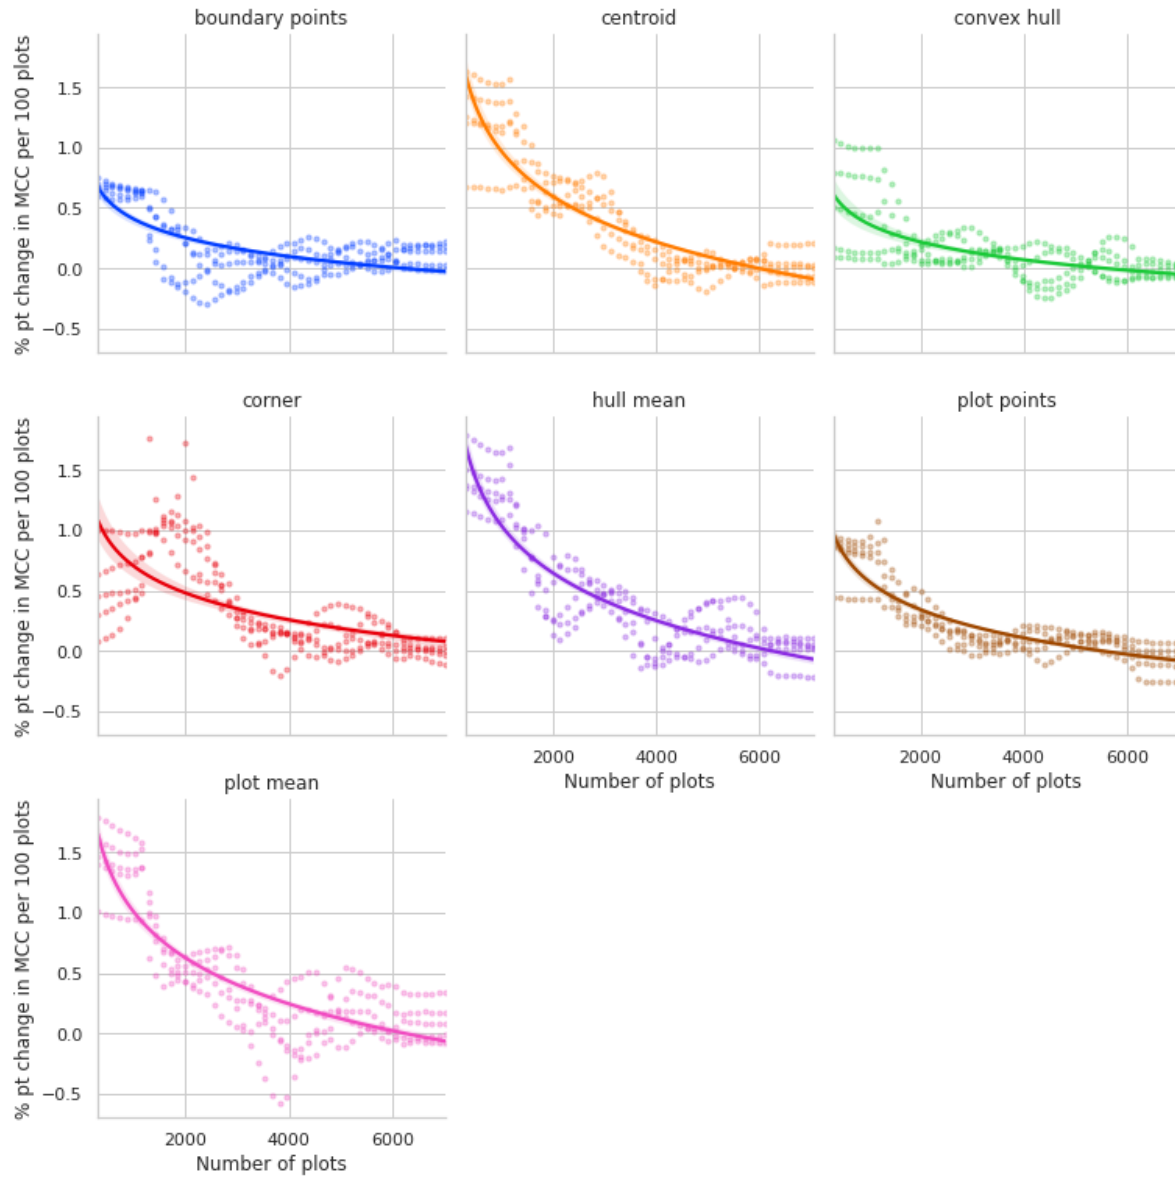 boundary points
centroid
convex hull
% pt change in MCC per 100 plots
1.5
1.0
0.5
0.0
−0.5
corner
hull mean
plot points
% pt change in MCC per 100 plots
1.5
1.0
0.5
0.0
−0.5
2000 4000 6000
Number of plots
2000 4000 6000
Number of plots
plot mean
% pt change in MCC per 100 plots
1.5
1.0
0.5
0.0
−0.5
2000 4000 6000
Number of plots